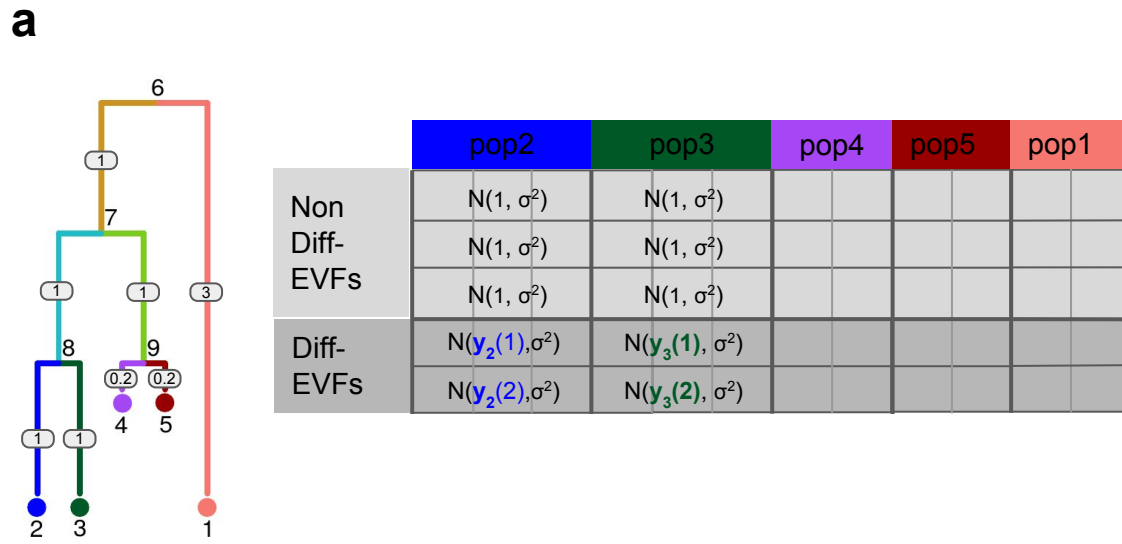 a
6
1
7
1
1
3
8
9
0.2
0.2
4
5
1
1
2
3
1
pop2
pop3
pop4
pop5
pop1
Non
Diff-
EVFs
N(1, σ²)
N(1, σ²)
N(1, σ²)
N(1, σ²)
N(1, σ²)
N(1, σ²)
Diff-
EVFs
N(y₂(1),σ²)
N(y₃(1), σ²)
N(y₂(2),σ²)
N(y₃(2), σ²)